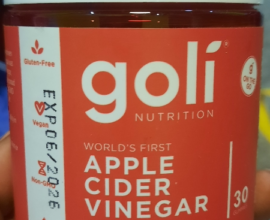 goli
NUTRITION
Gluten-Free
Vegan
EXP06/2026
WORLD'S FIRST
APPLE
CIDER
VINEGAR
30